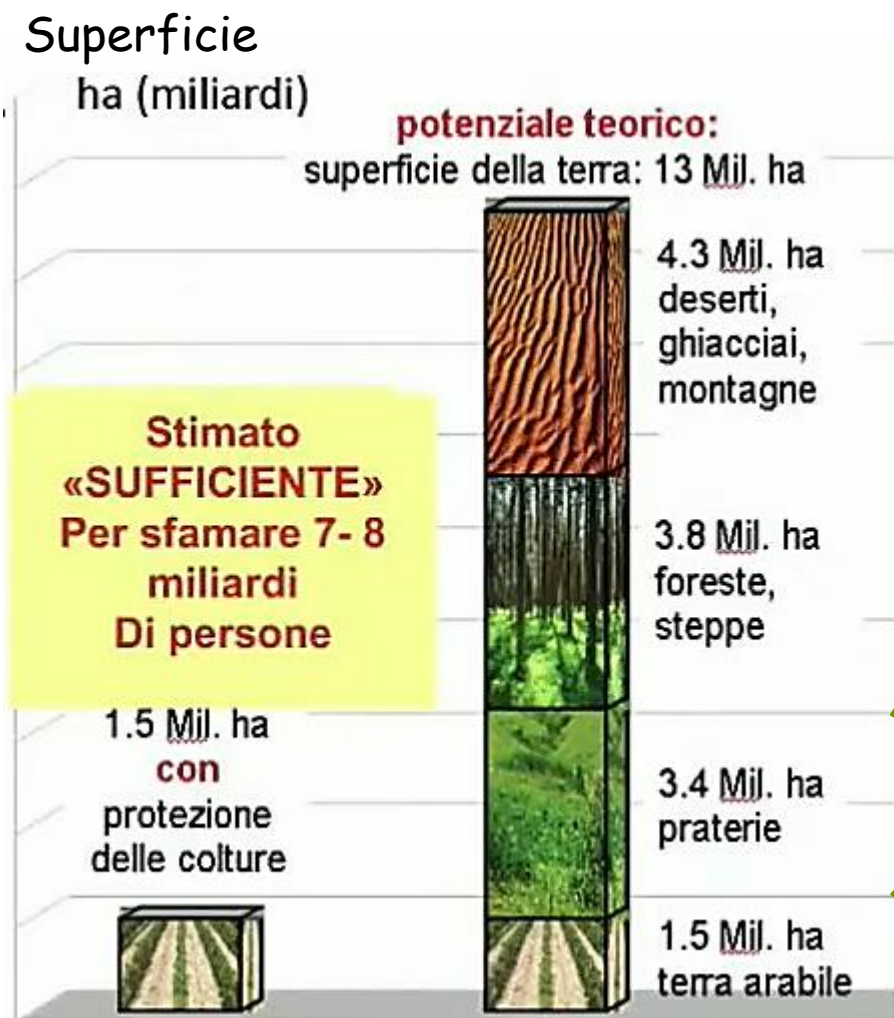 Superficie
ha (miliardi)
potenziale teorico:
superficie della terra: 13 Mil. ha
4.3 Mil. ha
deserti,
ghiacciai,
montagne
Stimato
«SUFFICIENTE»
Per sfamare 7- 8
miliardi
Di persone
3.8 Mil. ha
foreste,
steppe
1.5 Mil. ha
con
protezione
delle colture
3.4 Mil. ha
praterie
1.5 Mil. ha
terra arabile